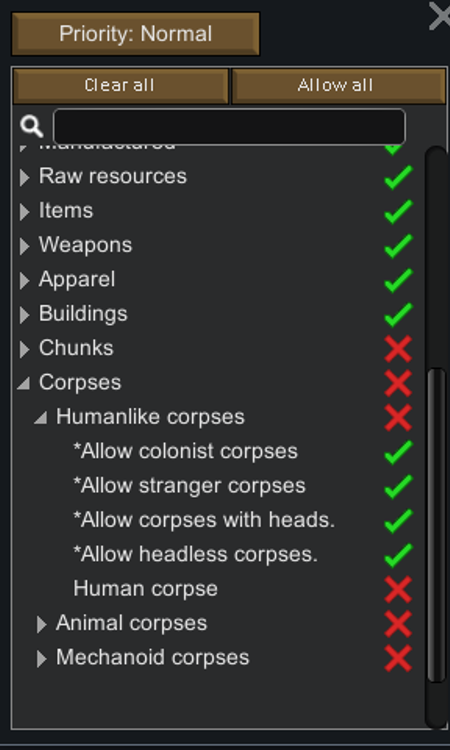 Priority: Normal
Clear all
Allow all
Manufactured
Raw resources
Items
Weapons
Apparel
Buildings
Chunks
Corpses
Humanlike corpses
*Allow colonist corpses
*Allow stranger corpses
*Allow corpses with heads.
*Allow headless corpses.
Human corpse
Animal corpses
Mechanoid corpses